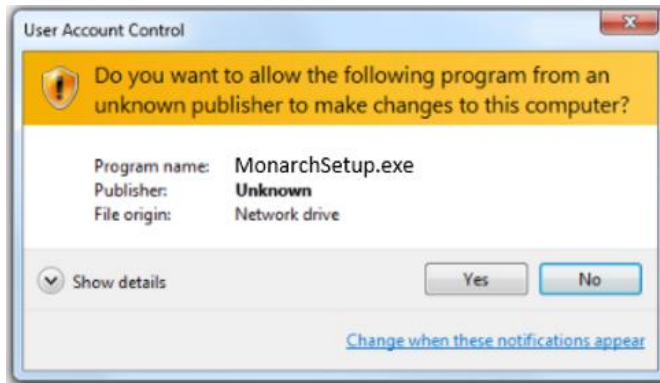 User Account Control
Do you want to allow the following program from an
unknown publisher to make changes to this computer?
Program name: MonarchSetup.exe
Publisher: Unknown
File origin: Network drive
Show details
Yes
No
Change when these notifications appear